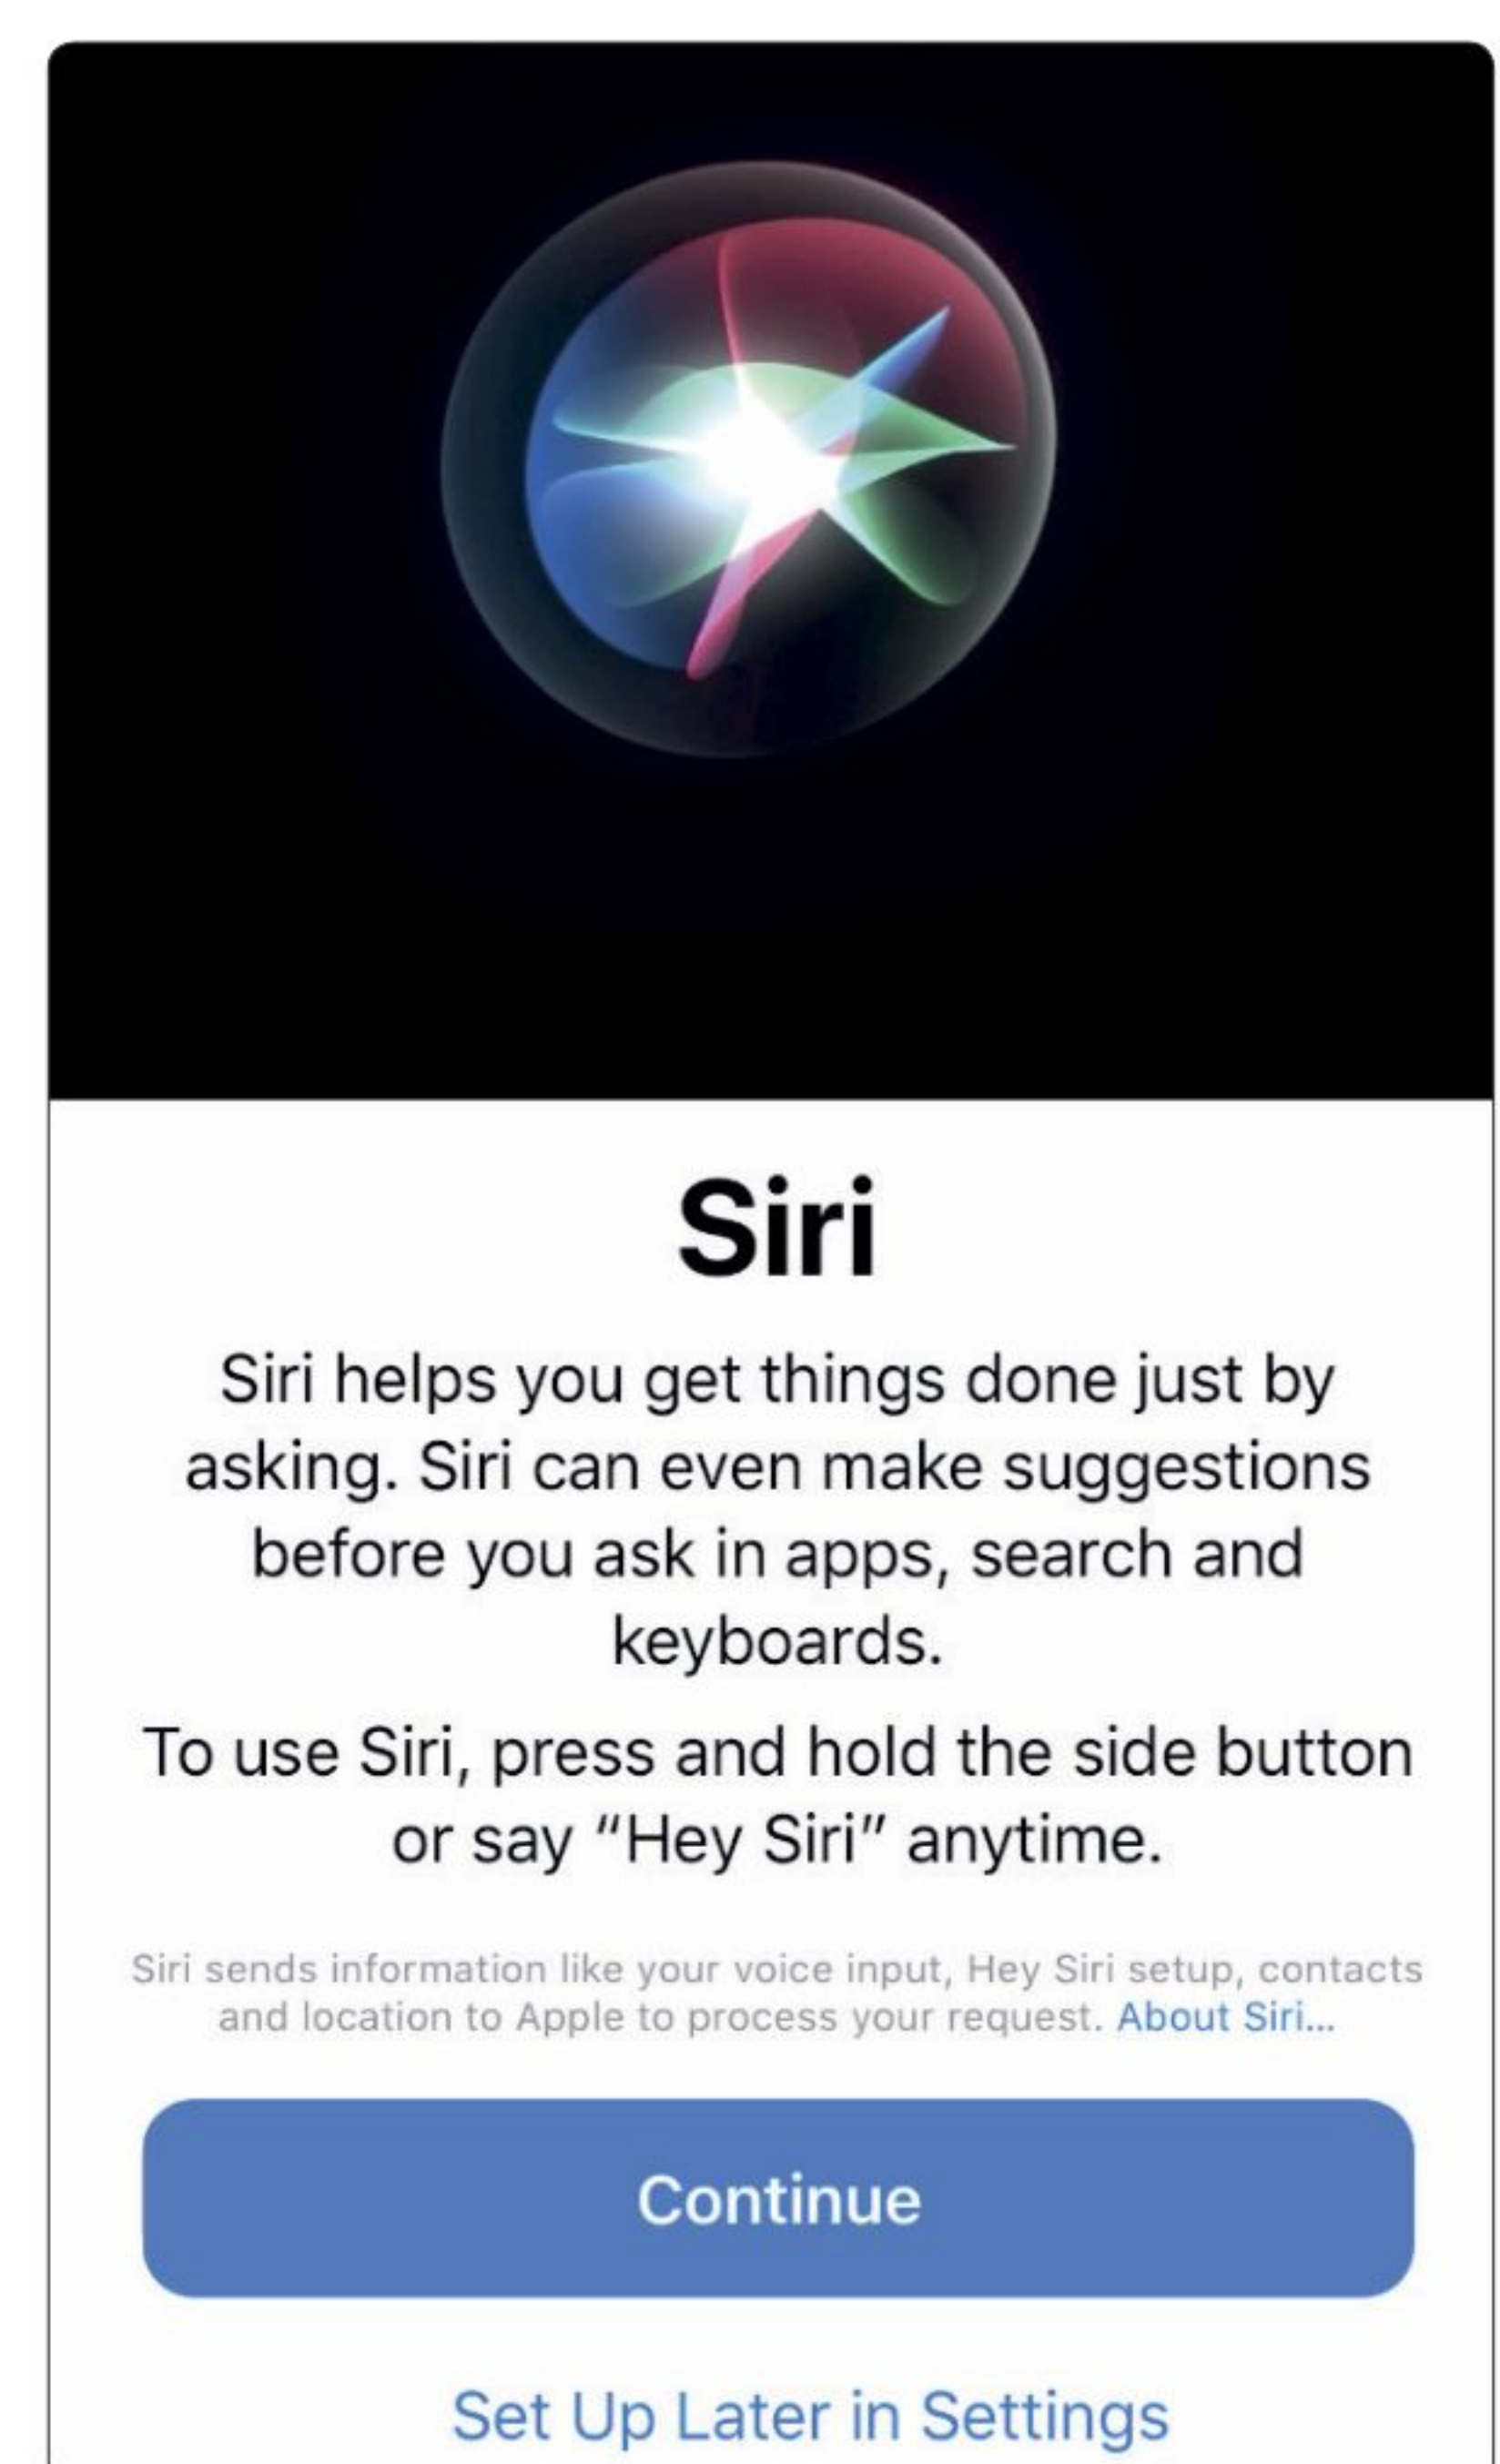 Siri
Siri helps you get things done just by
asking. Siri can even make suggestions
before you ask in apps, search and
keyboards.
To use Siri, press and hold the side button
or say “Hey Siri” anytime.
Siri sends information like your voice input, Hey Siri setup, contacts
and location to Apple to process your request. About Siri...
Continue
Set Up Later in Settings